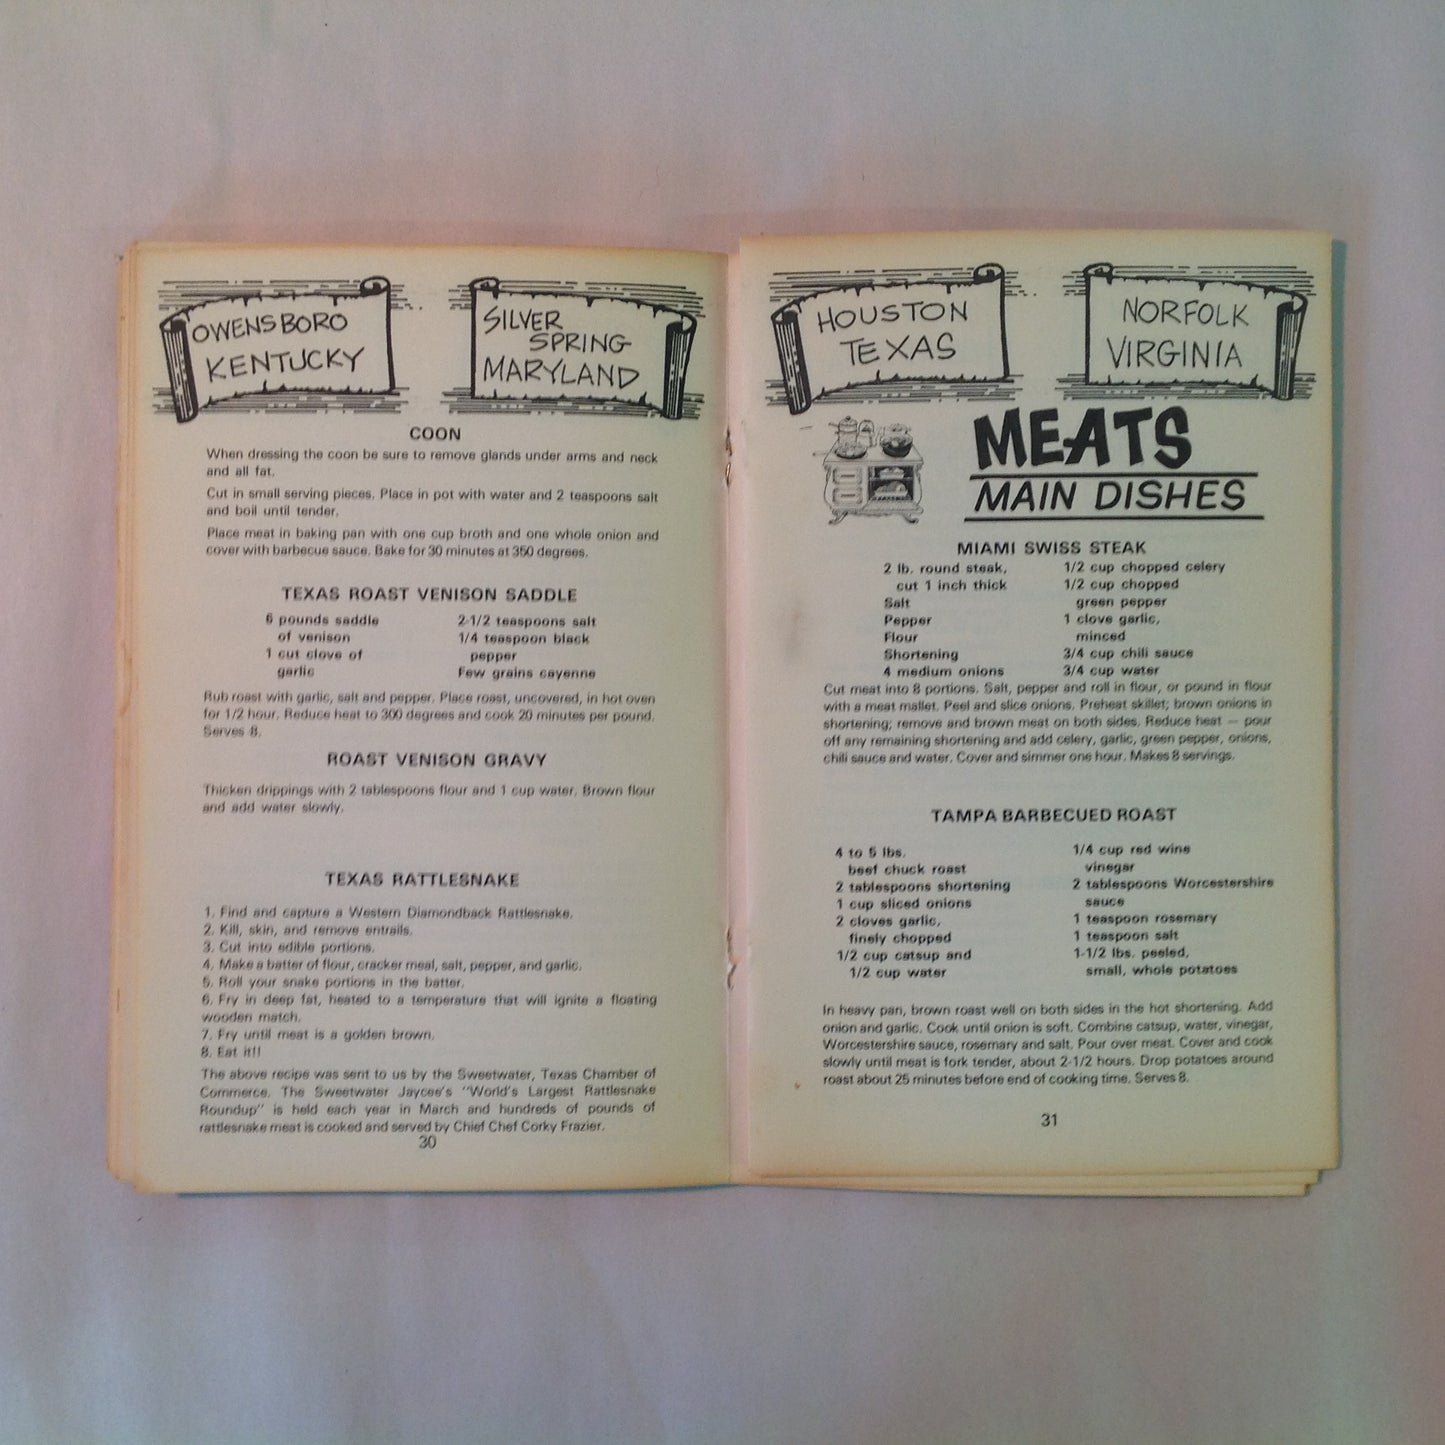 OWENSBORO
KENTUCKY
SILVER
SPRING
MARYLAND
COON
When dressing the coon be sure to remove glands under arms and neck
and all fat.
Cut in small serving pieces. Place in pot with water and 2 teaspoons salt
and boil until tender.
Place meat in baking pan with one cup broth and one whole onion and
cover with barbecue sauce. Bake for 30 minutes at 350 degrees.
TEXAS ROAST VENISON SADDLE
6 pounds saddle
of venison
1 cut clove of
garlic
2-1/2 teaspoons salt
1/4 teaspoon black
pepper
Few grains cayenne
Rub roast with garlic, salt and pepper. Place roast, uncovered, in hot oven
for 1/2 hour. Reduce heat to 300 degrees and cook 20 minutes per pound.
Serves 8.
ROAST VENISON GRAVY
Thicken drippings with 2 tablespoons flour and 1 cup water. Brown flour
and add water slowly.
TEXAS RATTLESNAKE
1. Find and capture a Western Diamondback Rattlesnake.
2. Kill, skin, and remove entrails.
3. Cut into edible portions.
4. Make a batter of flour, cracker meal, salt, pepper, and garlic.
5. Roll your snake portions in the batter.
6. Fry in deep fat, heated to a temperature that will ignite a floating
wooden match.
7. Fry until meat is a golden brown.
8. Eat it!!
The above recipe was sent to us by the Sweetwater, Texas Chamber of
Commerce. The Sweetwater Jaycee's "World's Largest Rattlesnake
Roundup" is held each year in March and hundreds of pounds of
rattlesnake meat is cooked and served by Chief Chef Corky Frazier.
30
HOUSTON
TEXAS
NORFOLK
VIRGINIA
MEATS
MAIN DISHES
MIAMI SWISS STEAK
2 lb. round steak,
cut 1 inch thick
Salt
Pepper
Flour
Shortening
4 medium onions
1/2 cup chopped celery
1/2 cup chopped
green pepper
1 clove garlic,
minced
3/4 cup chili sauce
3/4 cup water
Cut meat into 8 portions. Salt, pepper and roll in flour, or pound in flour
with a meat mallet. Peel and slice onions. Preheat skillet; brown onions in
shortening; remove and brown meat on both sides. Reduce heat — pour
off any remaining shortening and add celery, garlic, green pepper, onions,
chili sauce and water. Cover and simmer one hour. Makes 8 servings.
TAMPA BARBECUED ROAST
4 to 5 lbs.
beef chuck roast
2 tablespoons shortening
1 cup sliced onions
2 cloves garlic,
finely chopped
1/2 cup catsup and
1/2 cup water
1/4 cup red wine
vinegar
2 tablespoons Worcestershire
sauce
1 teaspoon rosemary
1 teaspoon salt
1-1/2 lbs. peeled,
small, whole potatoes
In heavy pan, brown roast well on both sides in the hot shortening. Add
onion and garlic. Cook until onion is soft. Combine catsup, water, vinegar,
Worcestershire sauce, rosemary and salt. Pour over meat. Cover and cook
slowly until meat is fork tender, about 2-1/2 hours. Drop potatoes around
roast about 25 minutes before end of cooking time. Serves 8.
31